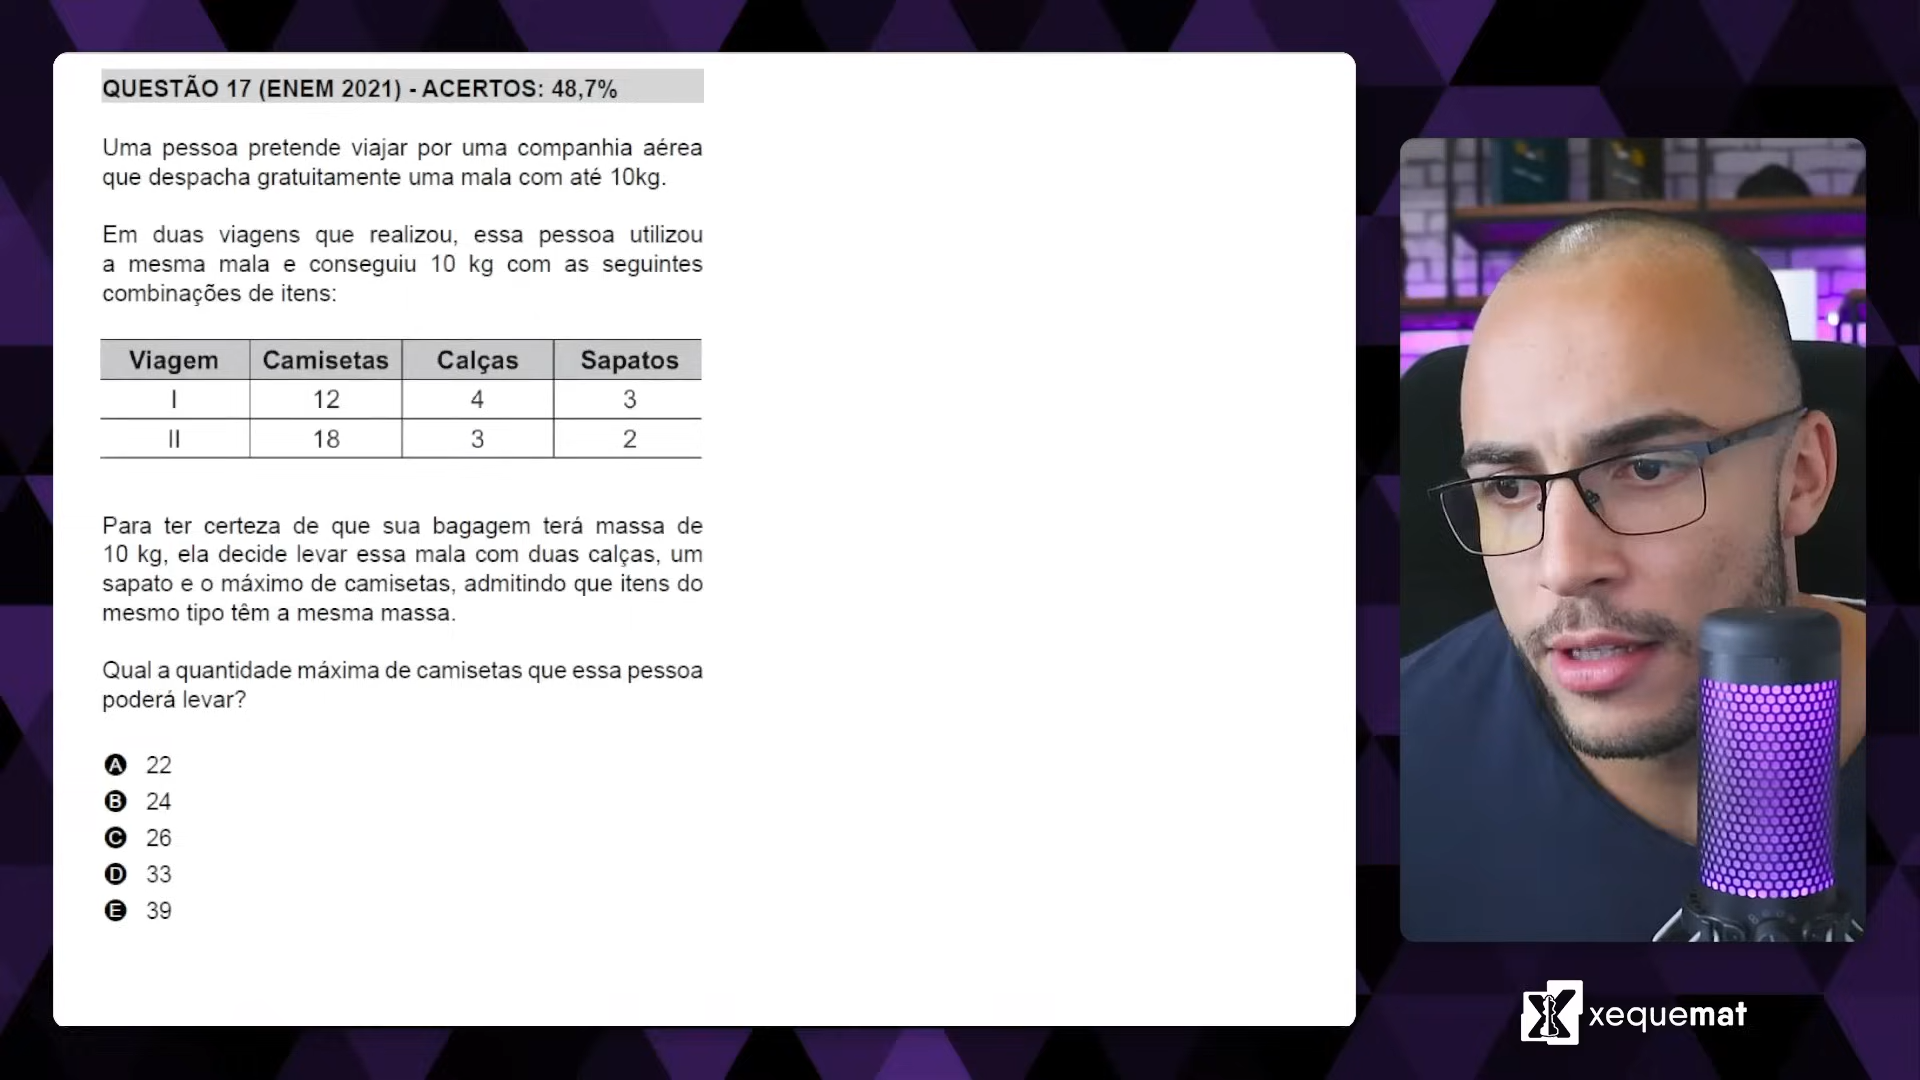 QUESTÃO 17 (ENEM 2021) - ACERTOS: 48,7%
Uma pessoa pretende viajar por uma companhia aérea
que despacha gratuitamente uma mala com até 10kg.
Em duas viagens que realizou, essa pessoa utilizou
a mesma mala e conseguiu 10 kg com as seguintes
combinações de itens:
Viagem Camisetas Calças Sapatos
I 12 4 3
II 18 3 2
Para ter certeza de que sua bagagem terá massa de
10 kg, ela decide levar essa mala com duas calças, um
sapato e o máximo de camisetas, admitindo que itens do
mesmo tipo têm a mesma massa.
Qual a quantidade máxima de camisetas que essa pessoa
poderá levar?
A 22
B 24
C 26
D 33
E 39
xequemat